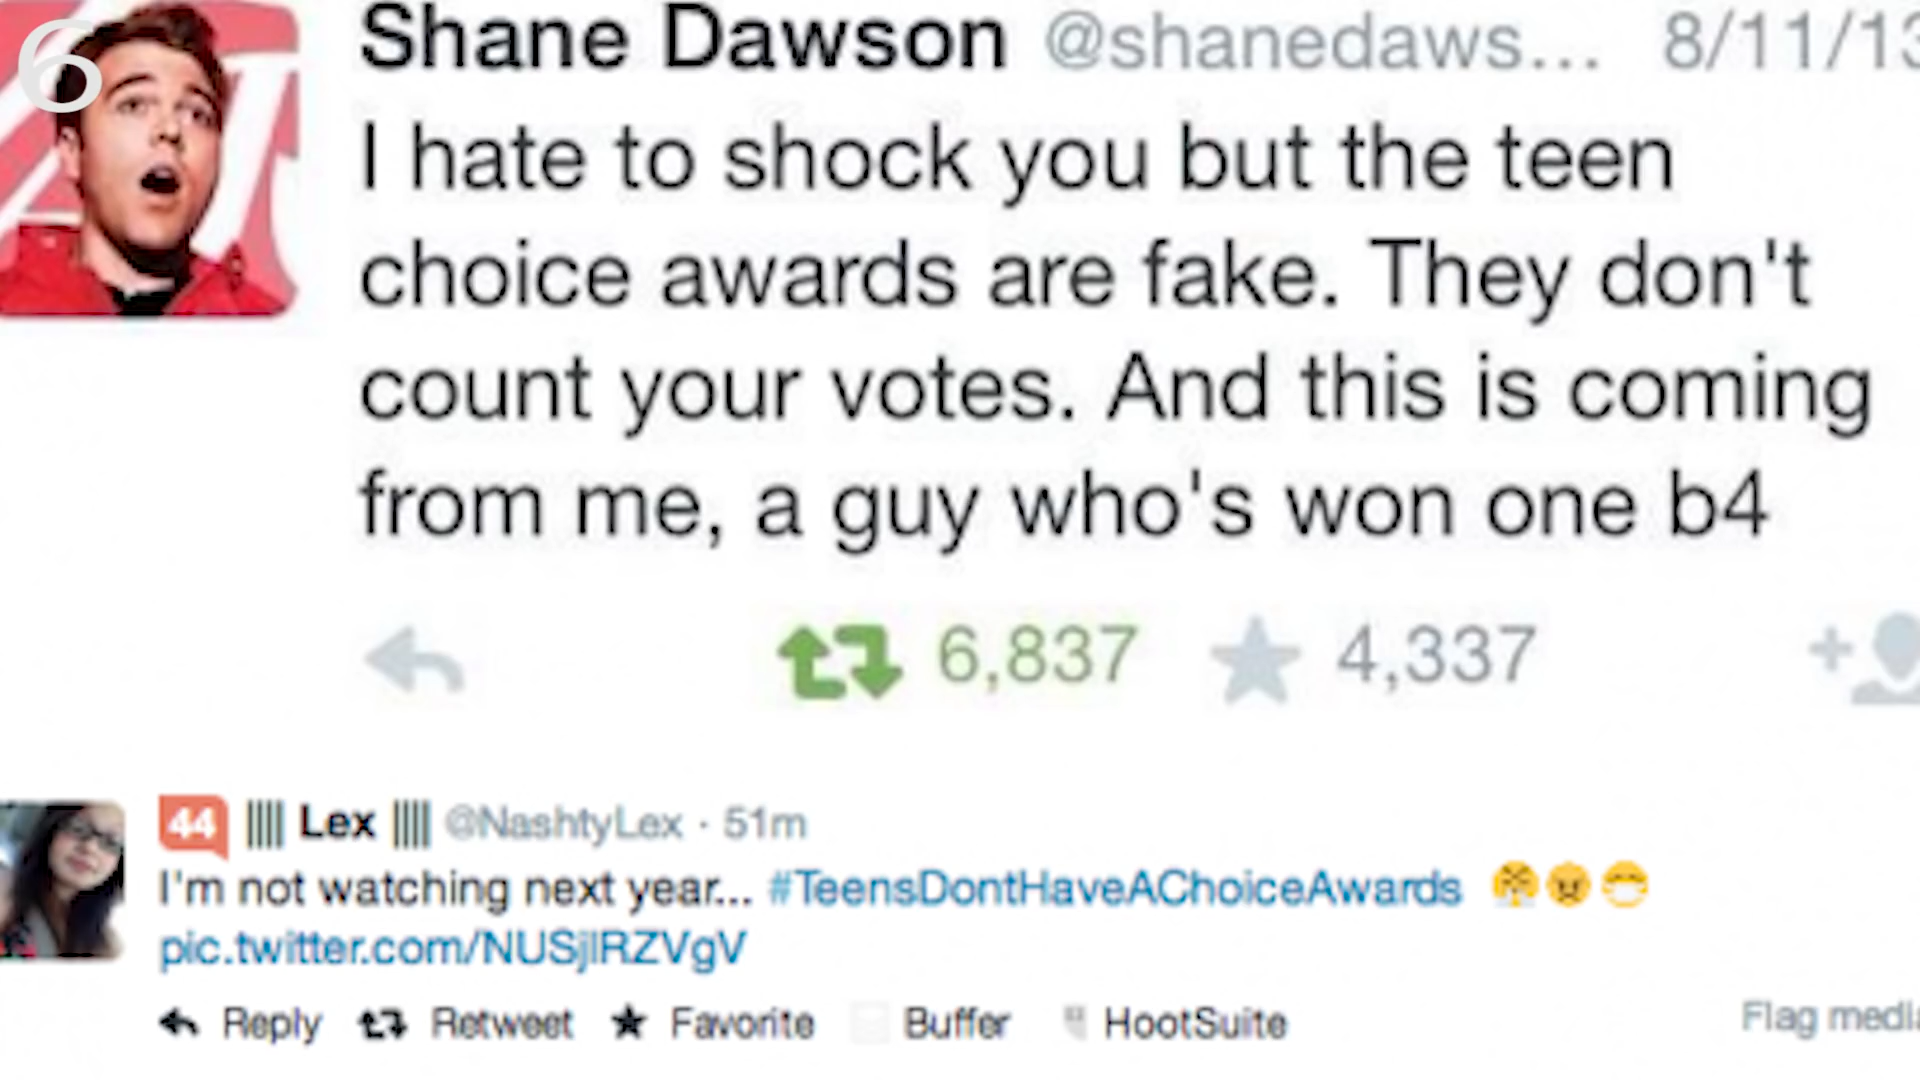 6
Shane Dawson @shanedaws... 8/11/13
I hate to shock you but the teen
choice awards are fake. They don't
count your votes. And this is coming
from me, a guy who's won one b4
6,837 4,337
44 |||| Lex |||| @NashtyLex · 51m
I'm not watching next year... #TeensDontHaveAChoiceAwards 😤😠😷
pic.twitter.com/NUSjlRZVgV
Reply Retweet Favorite Buffer HootSuite Flag media